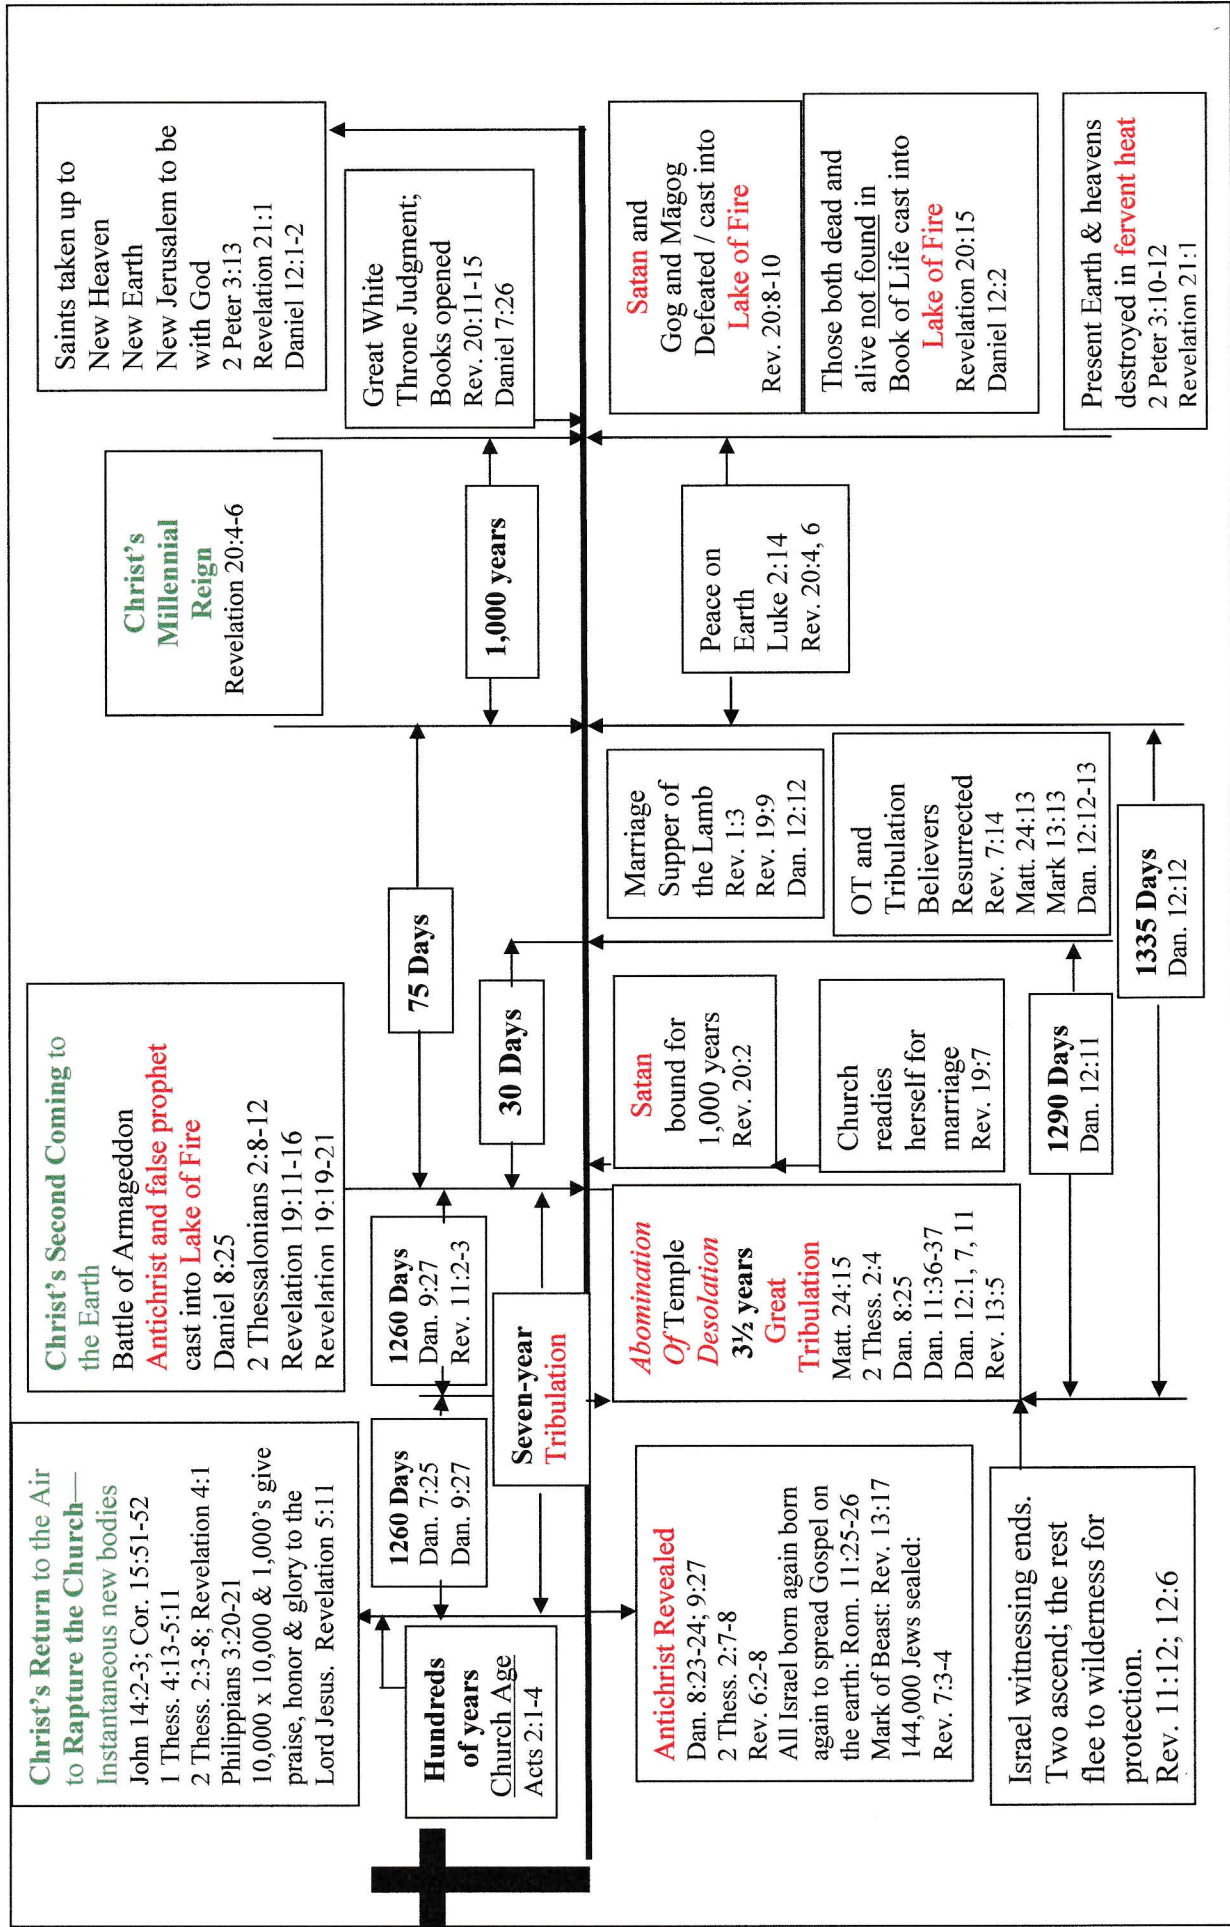 Christ's Return to the Air
to Rapture the Church—
Instantaneous new bodies
John 14:2-3; Cor. 15:51-52
1 Thess. 4:13-5:11
2 Thess. 2:3-8; Revelation 4:1
Philippians 3:20-21
10,000 x 10,000 & 1,000's give
praise, honor & glory to the
Lord Jesus. Revelation 5:11
Christ's Second Coming to
the Earth
Battle of Armageddon
Antichrist and false prophet
cast into Lake of Fire
Daniel 8:25
2 Thessalonians 2:8-12
Revelation 19:11-16
Revelation 19:19-21
Christ's
Millennial
Reign
Revelation 20:4-6
Saints taken up to
New Heaven
New Earth
New Jerusalem to be
with God
2 Peter 3:13
Revelation 21:1
Daniel 12:1-2
Hundreds
of years
Church Age
Acts 2:1-4
1260 Days
Dan. 7:25
Dan. 9:27
1260 Days
Dan. 9:27
Rev. 11:2-3
Seven-year
Tribulation
75 Days
30 Days
1,000 years
Great White
Throne Judgment;
Books opened
Rev. 20:11-15
Daniel 7:26
Antichrist Revealed
Dan. 8:23-24; 9:27
2 Thess. 2:7-8
Rev. 6:2-8
All Israel born again born
again to spread Gospel on
the earth: Rom. 11:25-26
Mark of Beast: Rev. 13:17
144,000 Jews sealed:
Rev. 7:3-4
Abomination
Of Temple
Desolation
3½ years
Great
Tribulation
Matt. 24:15
2 Thess. 2:4
Dan. 8:25
Dan. 11:36-37
Dan. 12:1, 7, 11
Rev. 13:5
Satan
bound for
1,000 years
Rev. 20:2
Church
readies
herself for
marriage
Rev. 19:7
Marriage
Supper of
the Lamb
Rev. 1:3
Rev. 19:9
Dan. 12:12
OT and
Tribulation
Believers
Resurrected
Rev. 7:14
Matt. 24:13
Mark 13:13
Dan. 12:12-13
Peace on
Earth
Luke 2:14
Rev. 20:4, 6
Satan and
Gog and Māgog
Defeated / cast into
Lake of Fire
Rev. 20:8-10
Those both dead and
alive not found in
Book of Life cast into
Lake of Fire
Revelation 20:15
Daniel 12:2
Present Earth & heavens
destroyed in fervent heat
2 Peter 3:10-12
Revelation 21:1
Israel witnessing ends.
Two ascend; the rest
flee to wilderness for
protection.
Rev. 11:12; 12:6
1290 Days
Dan. 12:11
1335 Days
Dan. 12:12